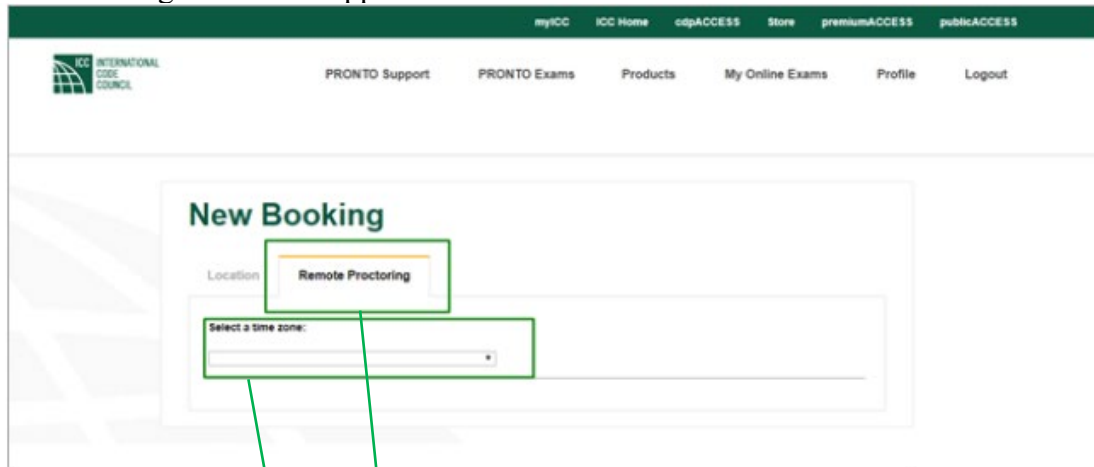 myICC ICC Home cdpACCESS Store premiumACCESS publicACCESS
ICC INTERNATIONAL
CODE
COUNCIL
PRONTO Support PRONTO Exams Products My Online Exams Profile Logout
New Booking
Location Remote Proctoring
Select a time zone: